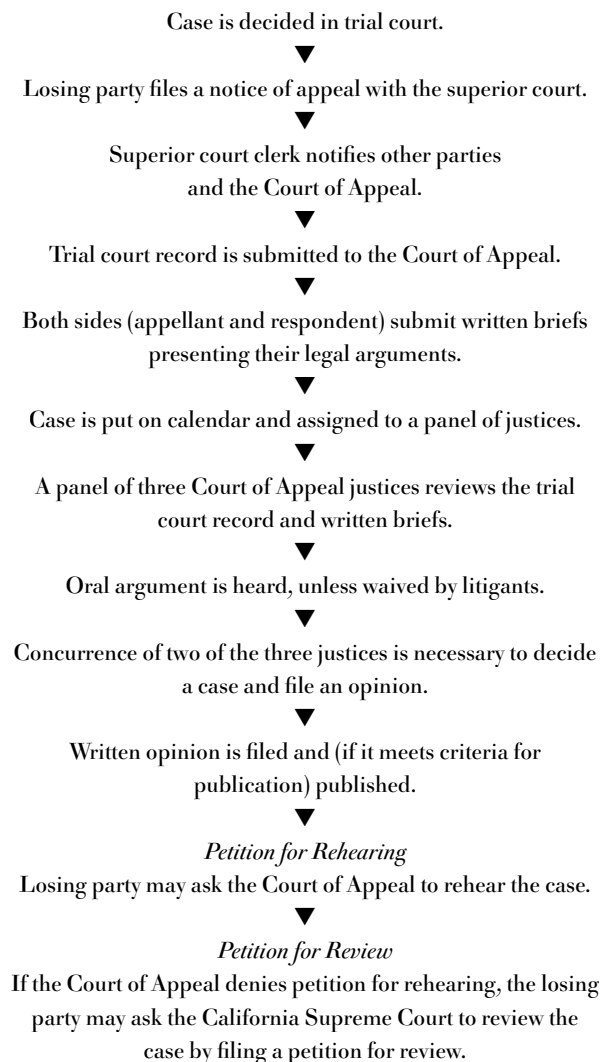 Case is decided in trial court.
▼
Losing party files a notice of appeal with the superior court.
▼
Superior court clerk notifies other parties
and the Court of Appeal.
▼
Trial court record is submitted to the Court of Appeal.
▼
Both sides (appellant and respondent) submit written briefs
presenting their legal arguments.
▼
Case is put on calendar and assigned to a panel of justices.
▼
A panel of three Court of Appeal justices reviews the trial
court record and written briefs.
▼
Oral argument is heard, unless waived by litigants.
▼
Concurrence of two of the three justices is necessary to decide
a case and file an opinion.
▼
Written opinion is filed and (if it meets criteria for
publication) published.
▼
Petition for Rehearing
Losing party may ask the Court of Appeal to rehear the case.
▼
Petition for Review
If the Court of Appeal denies petition for rehearing, the losing
party may ask the California Supreme Court to review the
case by filing a petition for review.